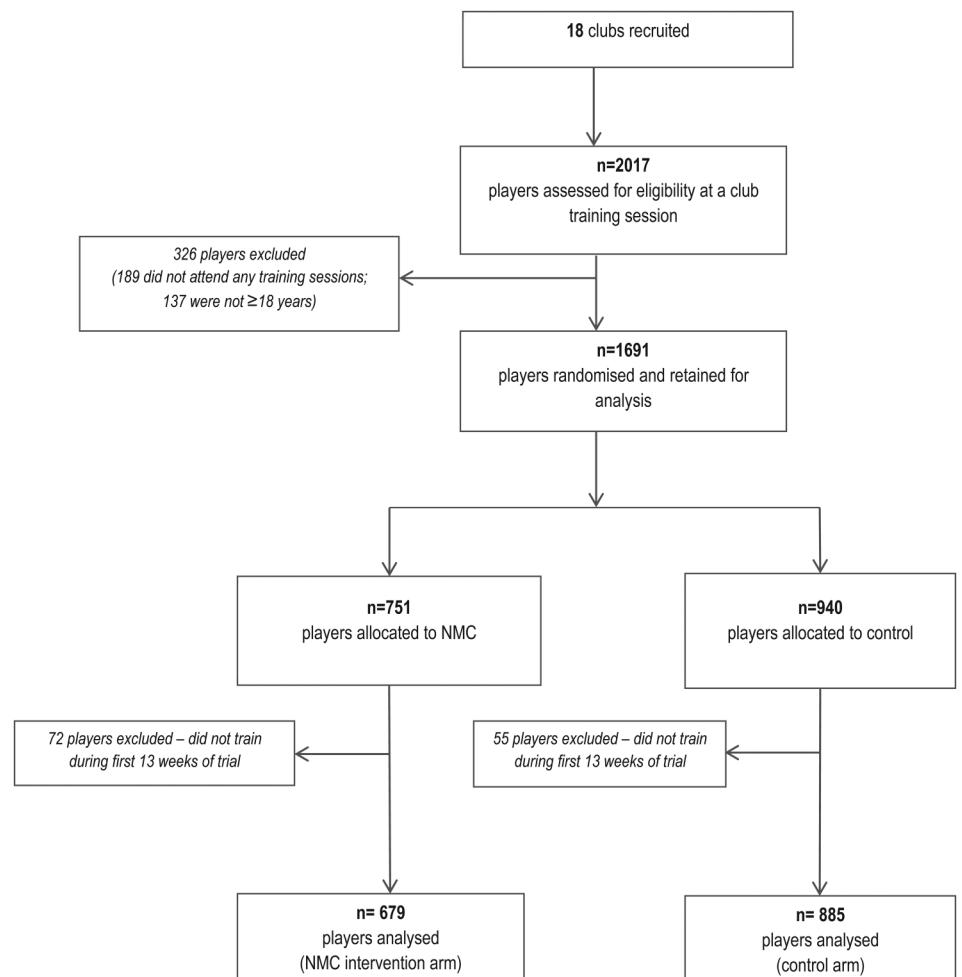 18 clubs recruited
n=2017
players assessed for eligibility at a club
training session
326 players excluded
(189 did not attend any training sessions;
137 were not ≥18 years)
n=1691
players randomised and retained for
analysis
n=751
players allocated to NMC
n=940
players allocated to control
72 players excluded – did not train
during first 13 weeks of trial
55 players excluded – did not train
during first 13 weeks of trial
n= 679
players analysed
(NMC intervention arm)
n= 885
players analysed
(control arm)